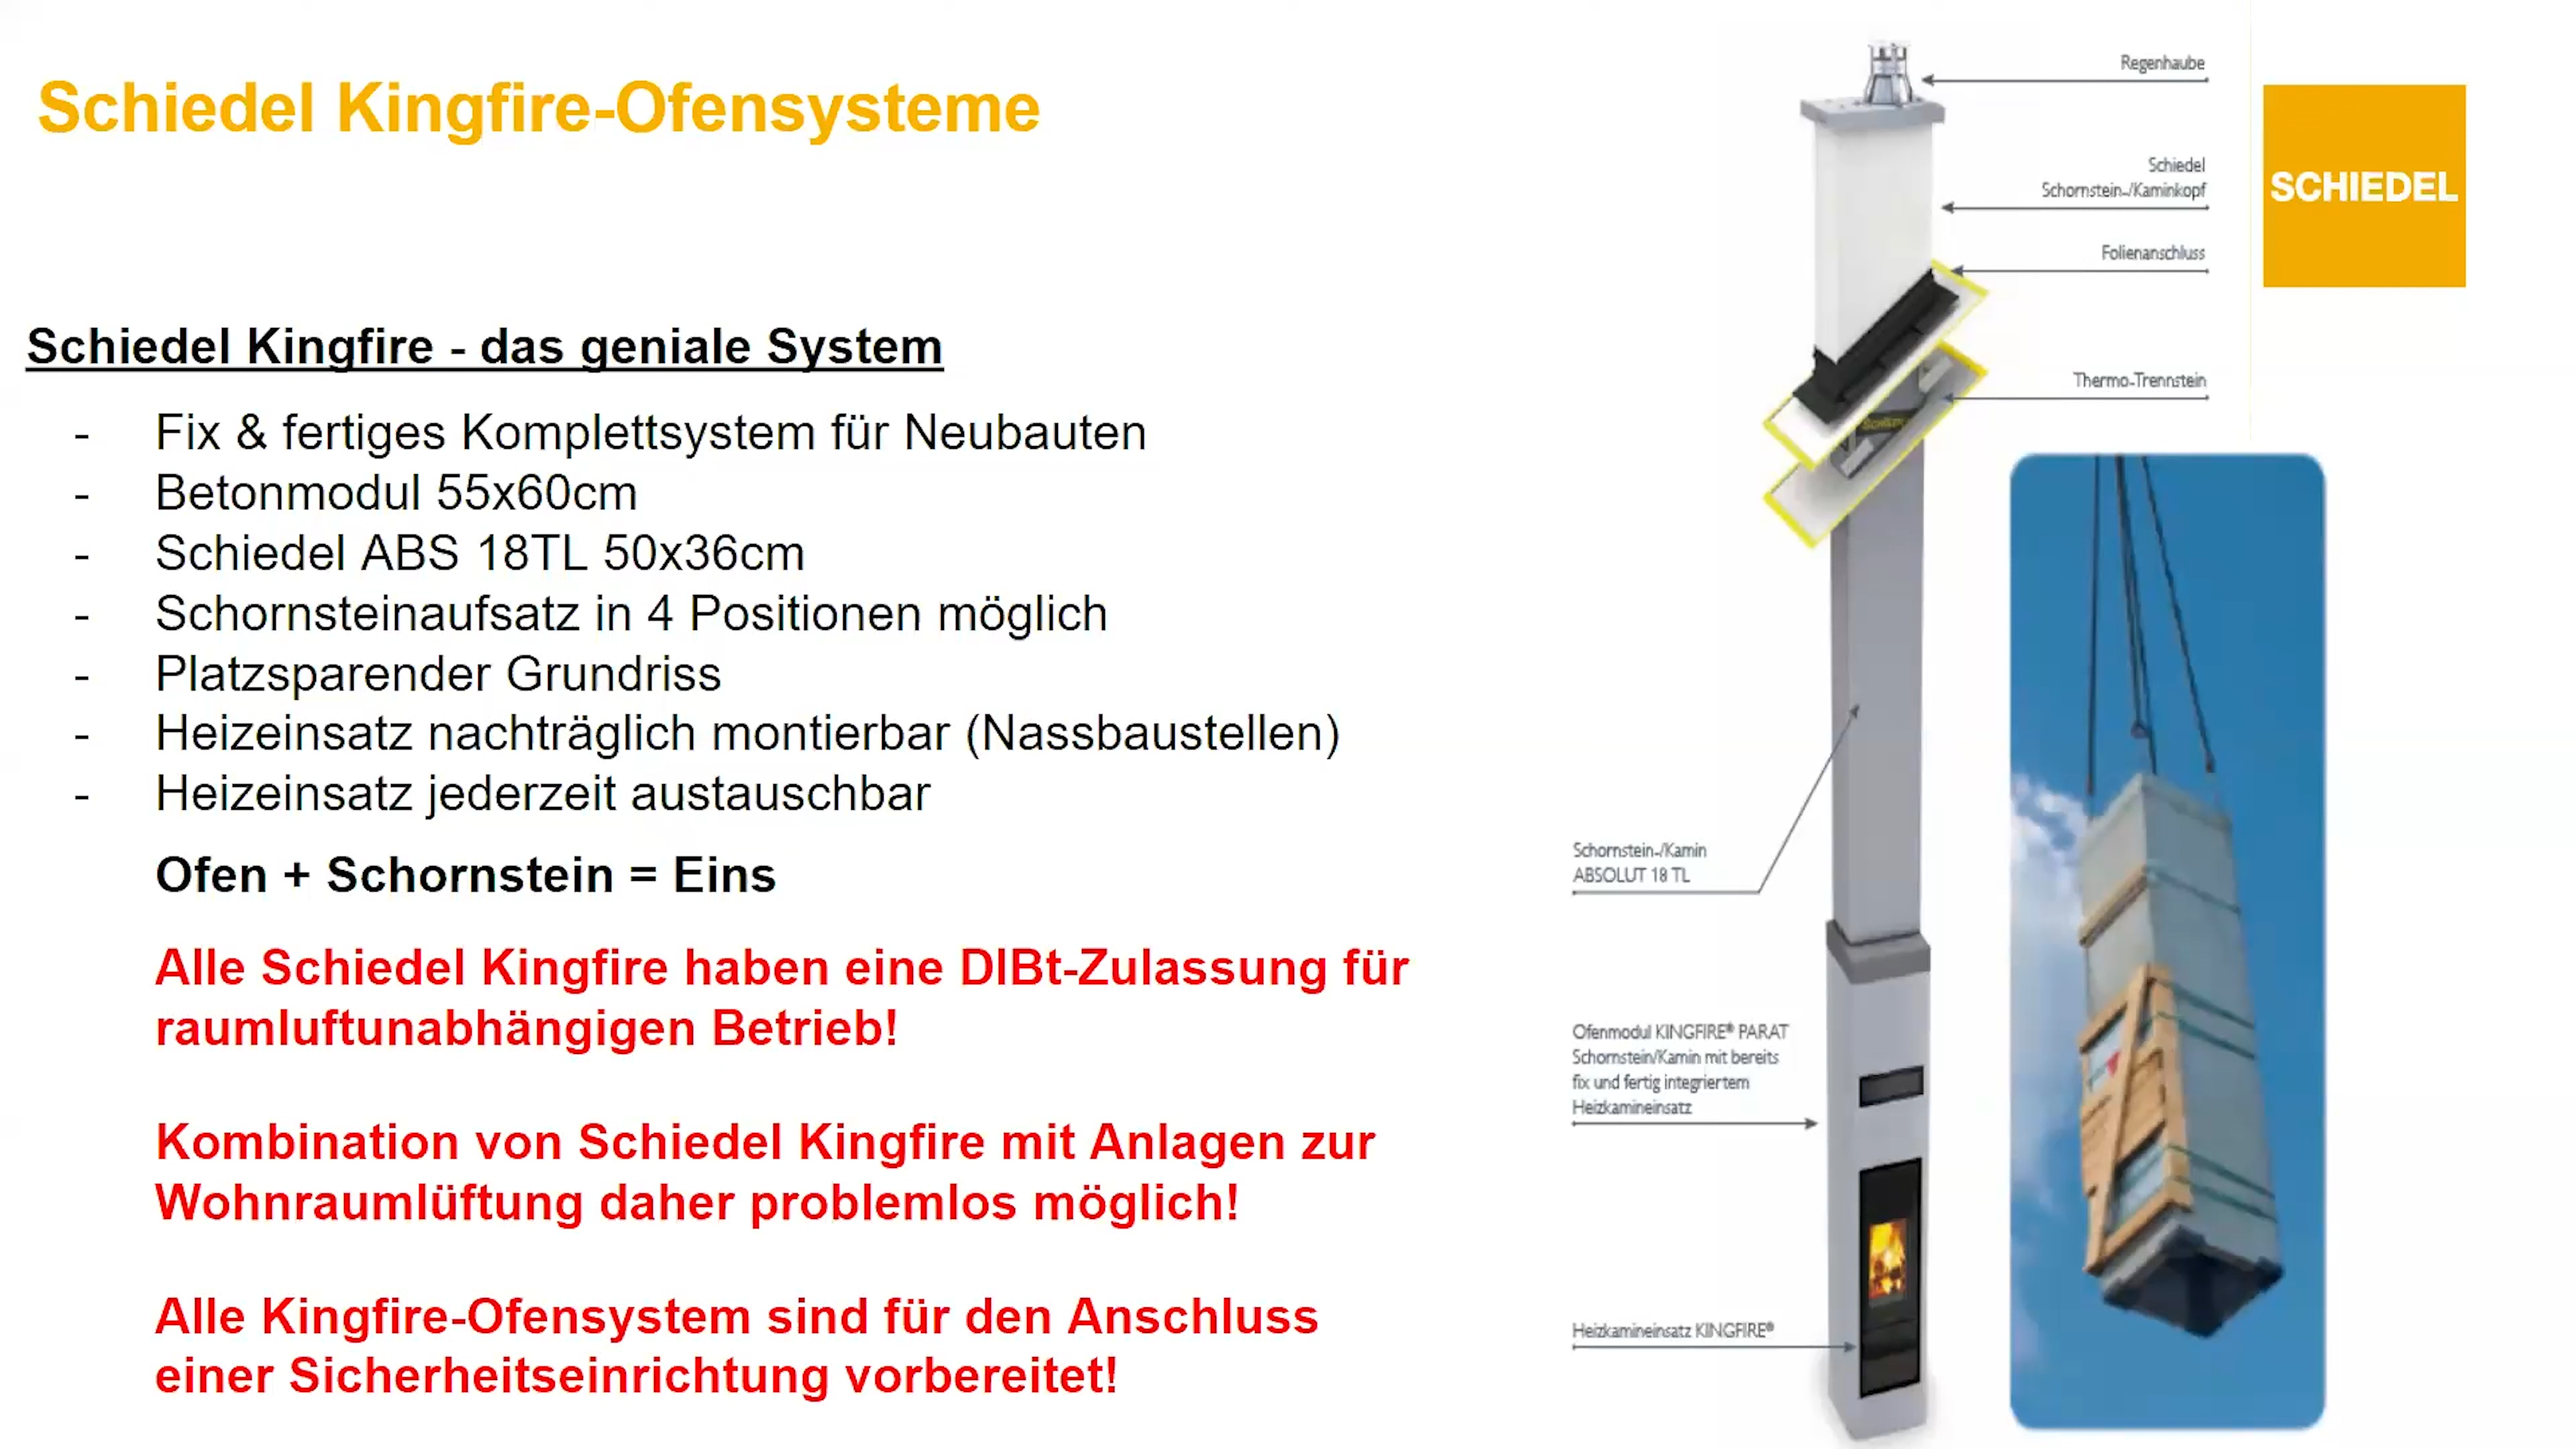 Schiedel Kingfire-Ofensysteme
Schiedel Kingfire - das geniale System
- Fix & fertiges Komplettsystem für Neubauten
- Betonmodul 55x60cm
- Schiedel ABS 18TL 50x36cm
- Schornsteinaufsatz in 4 Positionen möglich
- Platzsparender Grundriss
- Heizeinsatz nachträglich montierbar (Nassbaustellen)
- Heizeinsatz jederzeit austauschbar
Ofen + Schornstein = Eins
Alle Schiedel Kingfire haben eine DIBt-Zulassung für
raumluftunabhängigen Betrieb!
Kombination von Schiedel Kingfire mit Anlagen zur
Wohnraumlüftung daher problemlos möglich!
Alle Kingfire-Ofensystem sind für den Anschluss
einer Sicherheitseinrichtung vorbereitet!
Regenhaube
Schiedel
Schornstein-/Kaminkopf
Folienanschluss
Thermo-Trennstein
Schornstein-/Kamin
ABSOLUT 18 TL
Ofenmodul KINGFIRE® PARAT
Schornstein/Kamin mit bereits
fix und fertig integriertem
Heizkamineinsatz
Heizkamineinsatz KINGFIRE®
SCHIEDEL